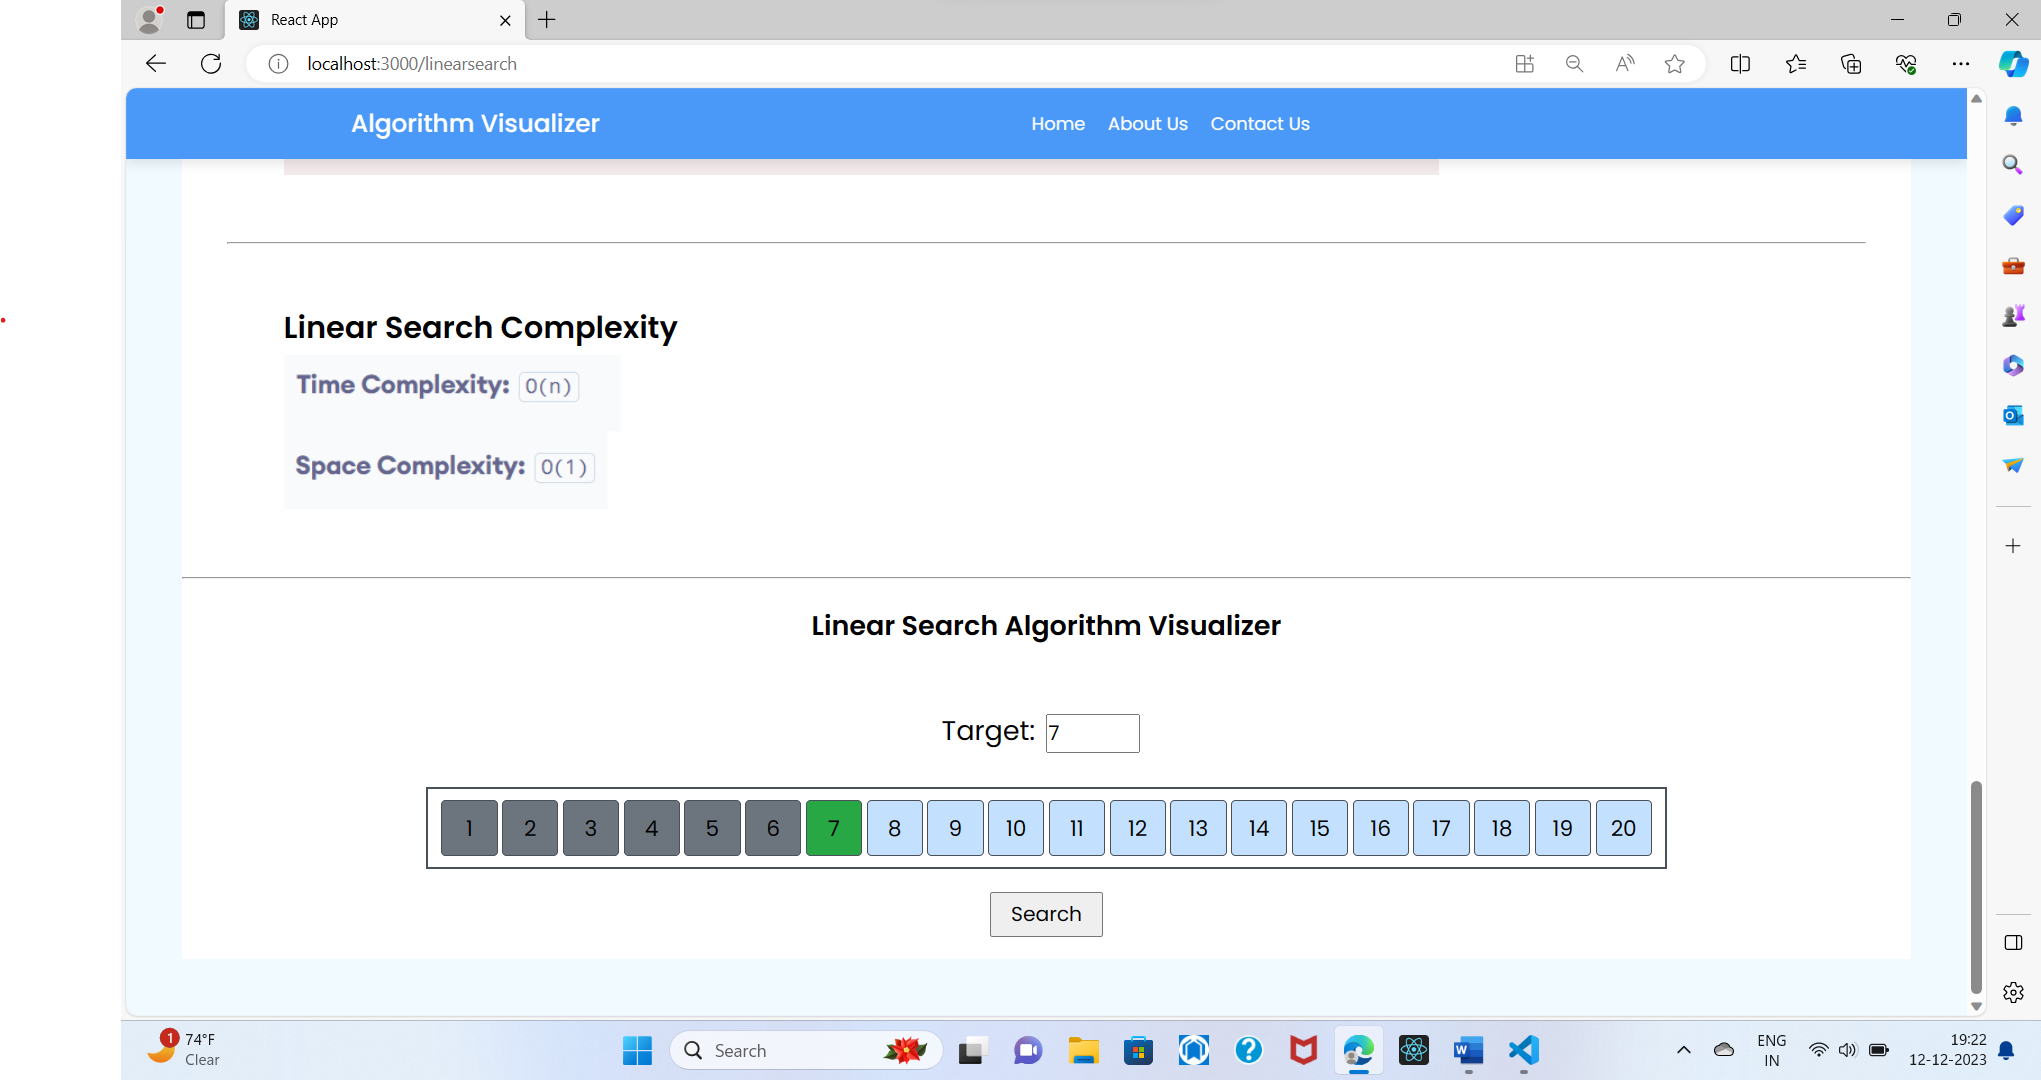 React App
localhost:3000/linearsearch
Algorithm Visualizer
Home About Us Contact Us
Linear Search Complexity
Time Complexity: O(n)
Space Complexity: O(1)
Linear Search Algorithm Visualizer
Target: 7
1 2 3 4 5 6 7 8 9 10 11 12 13 14 15 16 17 18 19 20
Search
1 74°F
Clear
Search
ENG
IN
19:22
12-12-2023